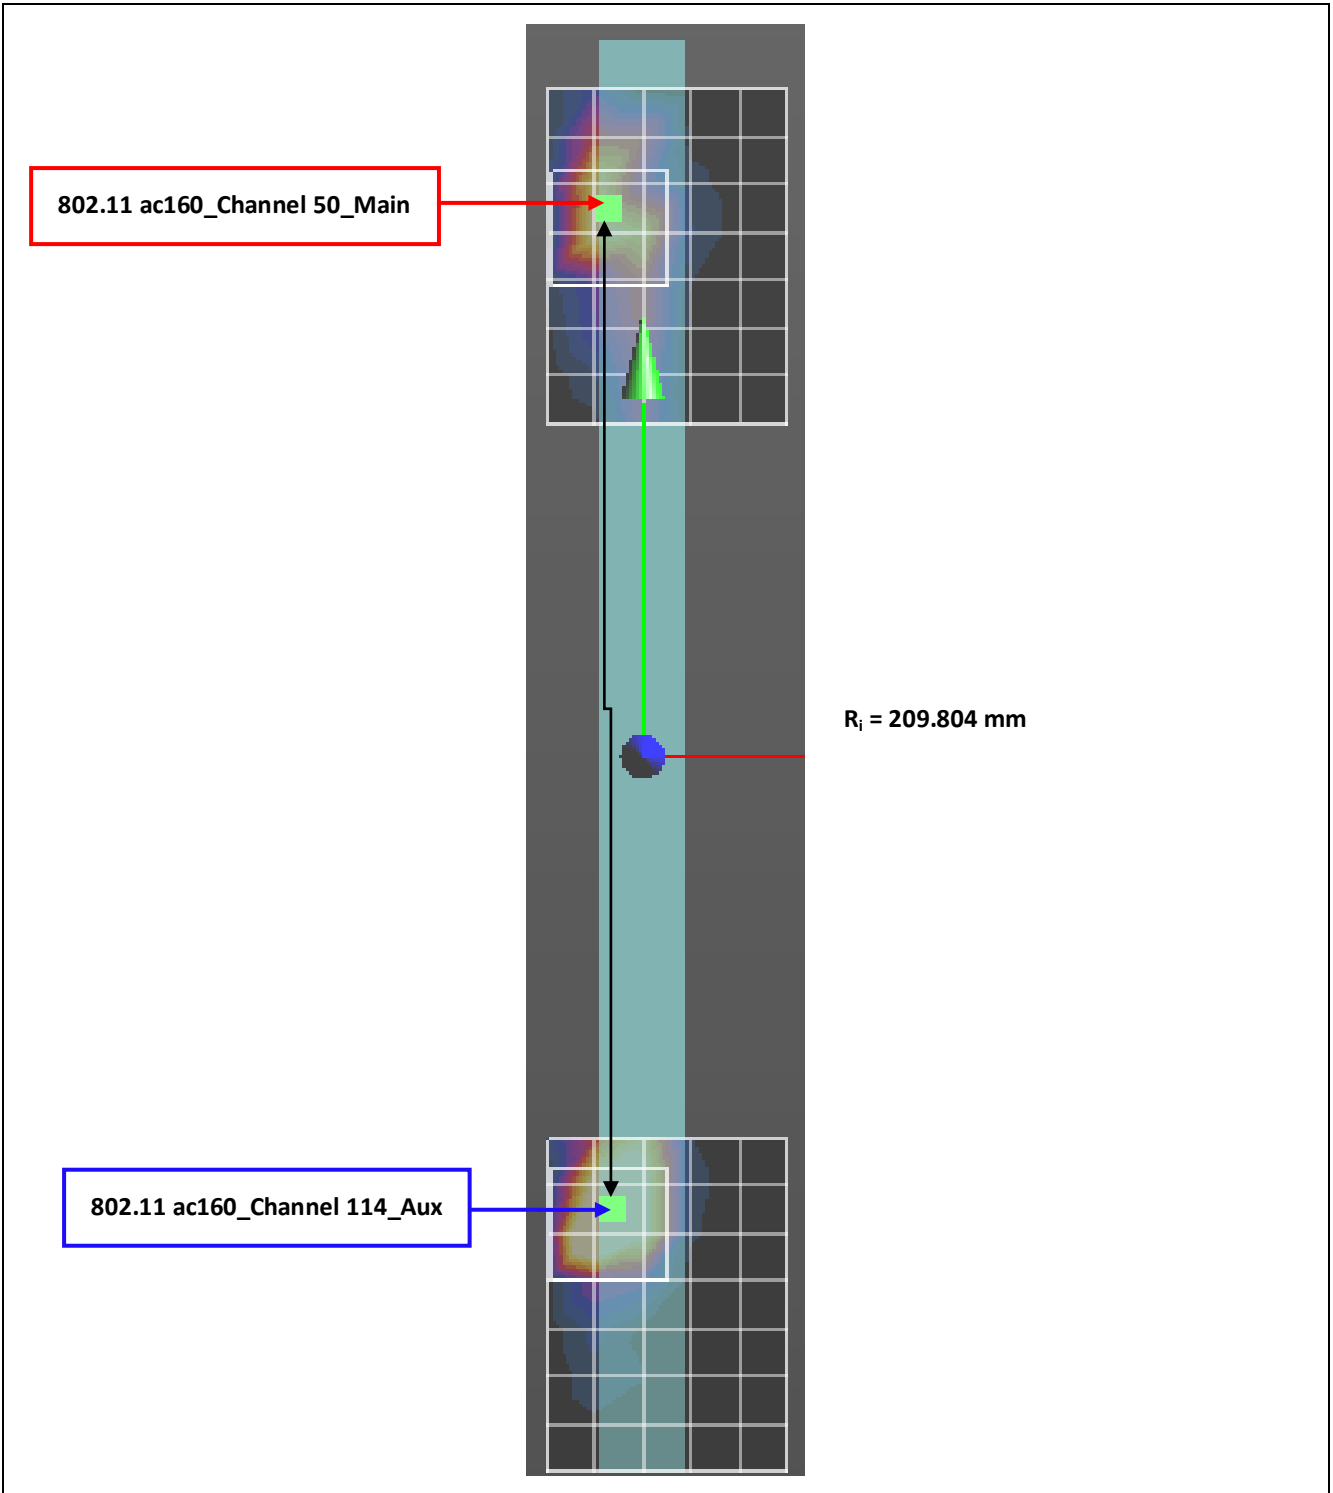 802.11 ac160_Channel 50_Main
Rᵢ = 209.804 mm
802.11 ac160_Channel 114_Aux